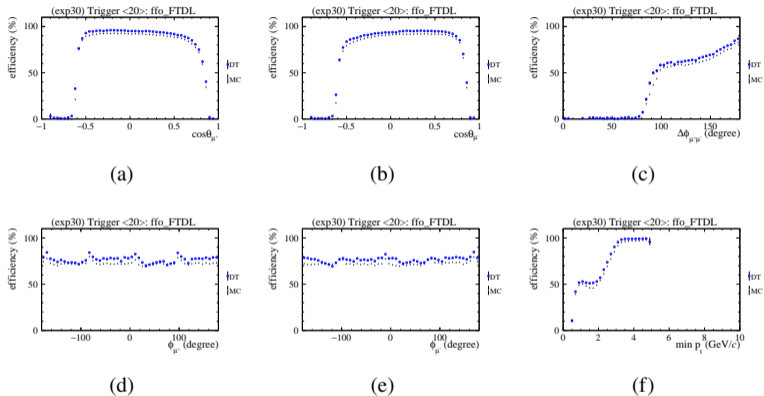 (exp30) Trigger <20>: ffo_FTDL
efficiency (%)
100
50
0
−1
−0.5
0
0.5
1
cosθμ
DT
MC
(a)
(exp30) Trigger <20>: ffo_FTDL
efficiency (%)
100
50
0
−1
−0.5
0
0.5
1
cosθμ
DT
MC
(b)
(exp30) Trigger <20>: ffo_FTDL
efficiency (%)
100
50
0
0
50
100
150
Δφμμ (degree)
DT
MC
(c)
(exp30) Trigger <20>: ffo_FTDL
efficiency (%)
100
50
0
−100
0
100
φμ (degree)
DT
MC
(d)
(exp30) Trigger <20>: ffo_FTDL
efficiency (%)
100
50
0
−100
0
100
φμ (degree)
DT
MC
(e)
(exp30) Trigger <20>: ffo_FTDL
efficiency (%)
100
50
0
0
2
4
6
8
10
min pt (GeV/c)
DT
MC
(f)